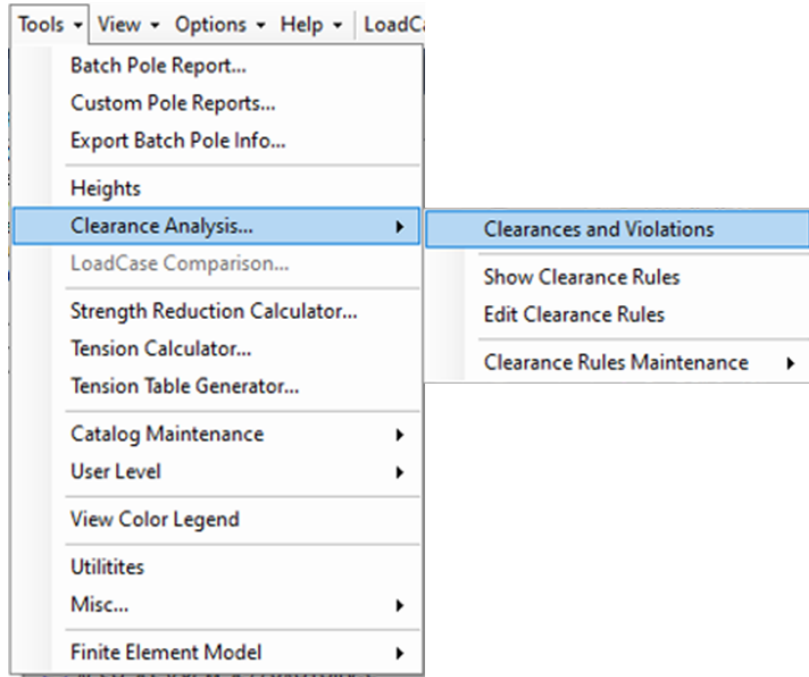 Tools View Options Help LoadCa
Batch Pole Report...
Custom Pole Reports...
Export Batch Pole Info...
Heights
Clearance Analysis...
Clearances and Violations
LoadCase Comparison...
Show Clearance Rules
Edit Clearance Rules
Strength Reduction Calculator...
Tension Calculator...
Clearance Rules Maintenance
Tension Table Generator...
Catalog Maintenance
User Level
View Color Legend
Utilitites
Misc...
Finite Element Model